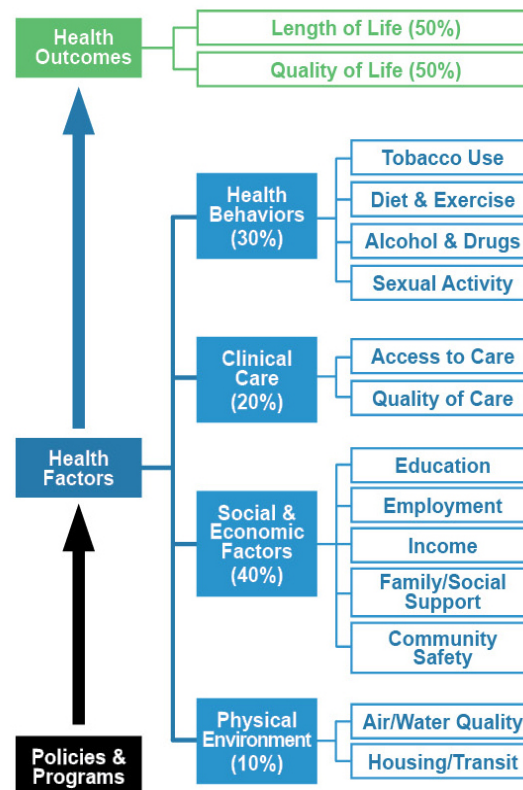 Health
Outcomes
Length of Life (50%)
Quality of Life (50%)
Health
Behaviors
(30%)
Tobacco Use
Diet & Exercise
Alcohol & Drugs
Sexual Activity
Clinical
Care
(20%)
Access to Care
Quality of Care
Health
Factors
Social &
Economic
Factors
(40%)
Education
Employment
Income
Family/Social
Support
Community
Safety
Physical
Environment
(10%)
Air/Water Quality
Housing/Transit
Policies &
Programs